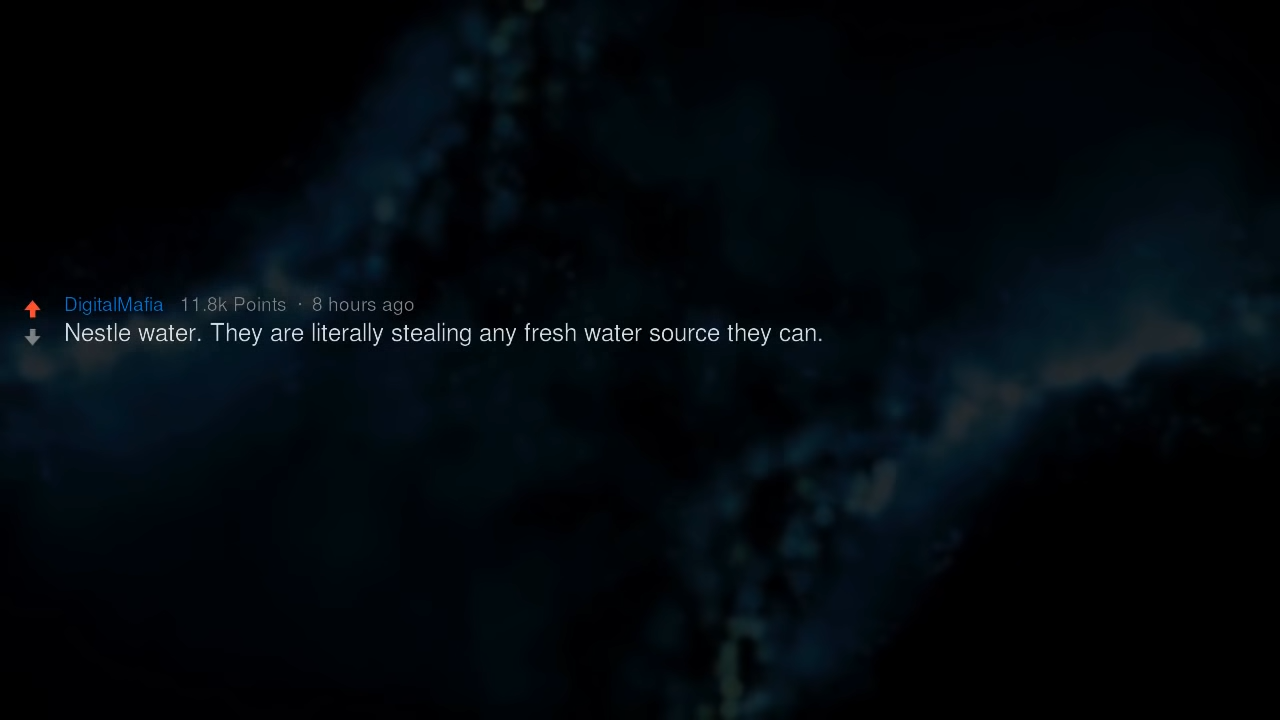 DigitalMafia 11.8k Points · 8 hours ago
Nestle water. They are literally stealing any fresh water source they can.